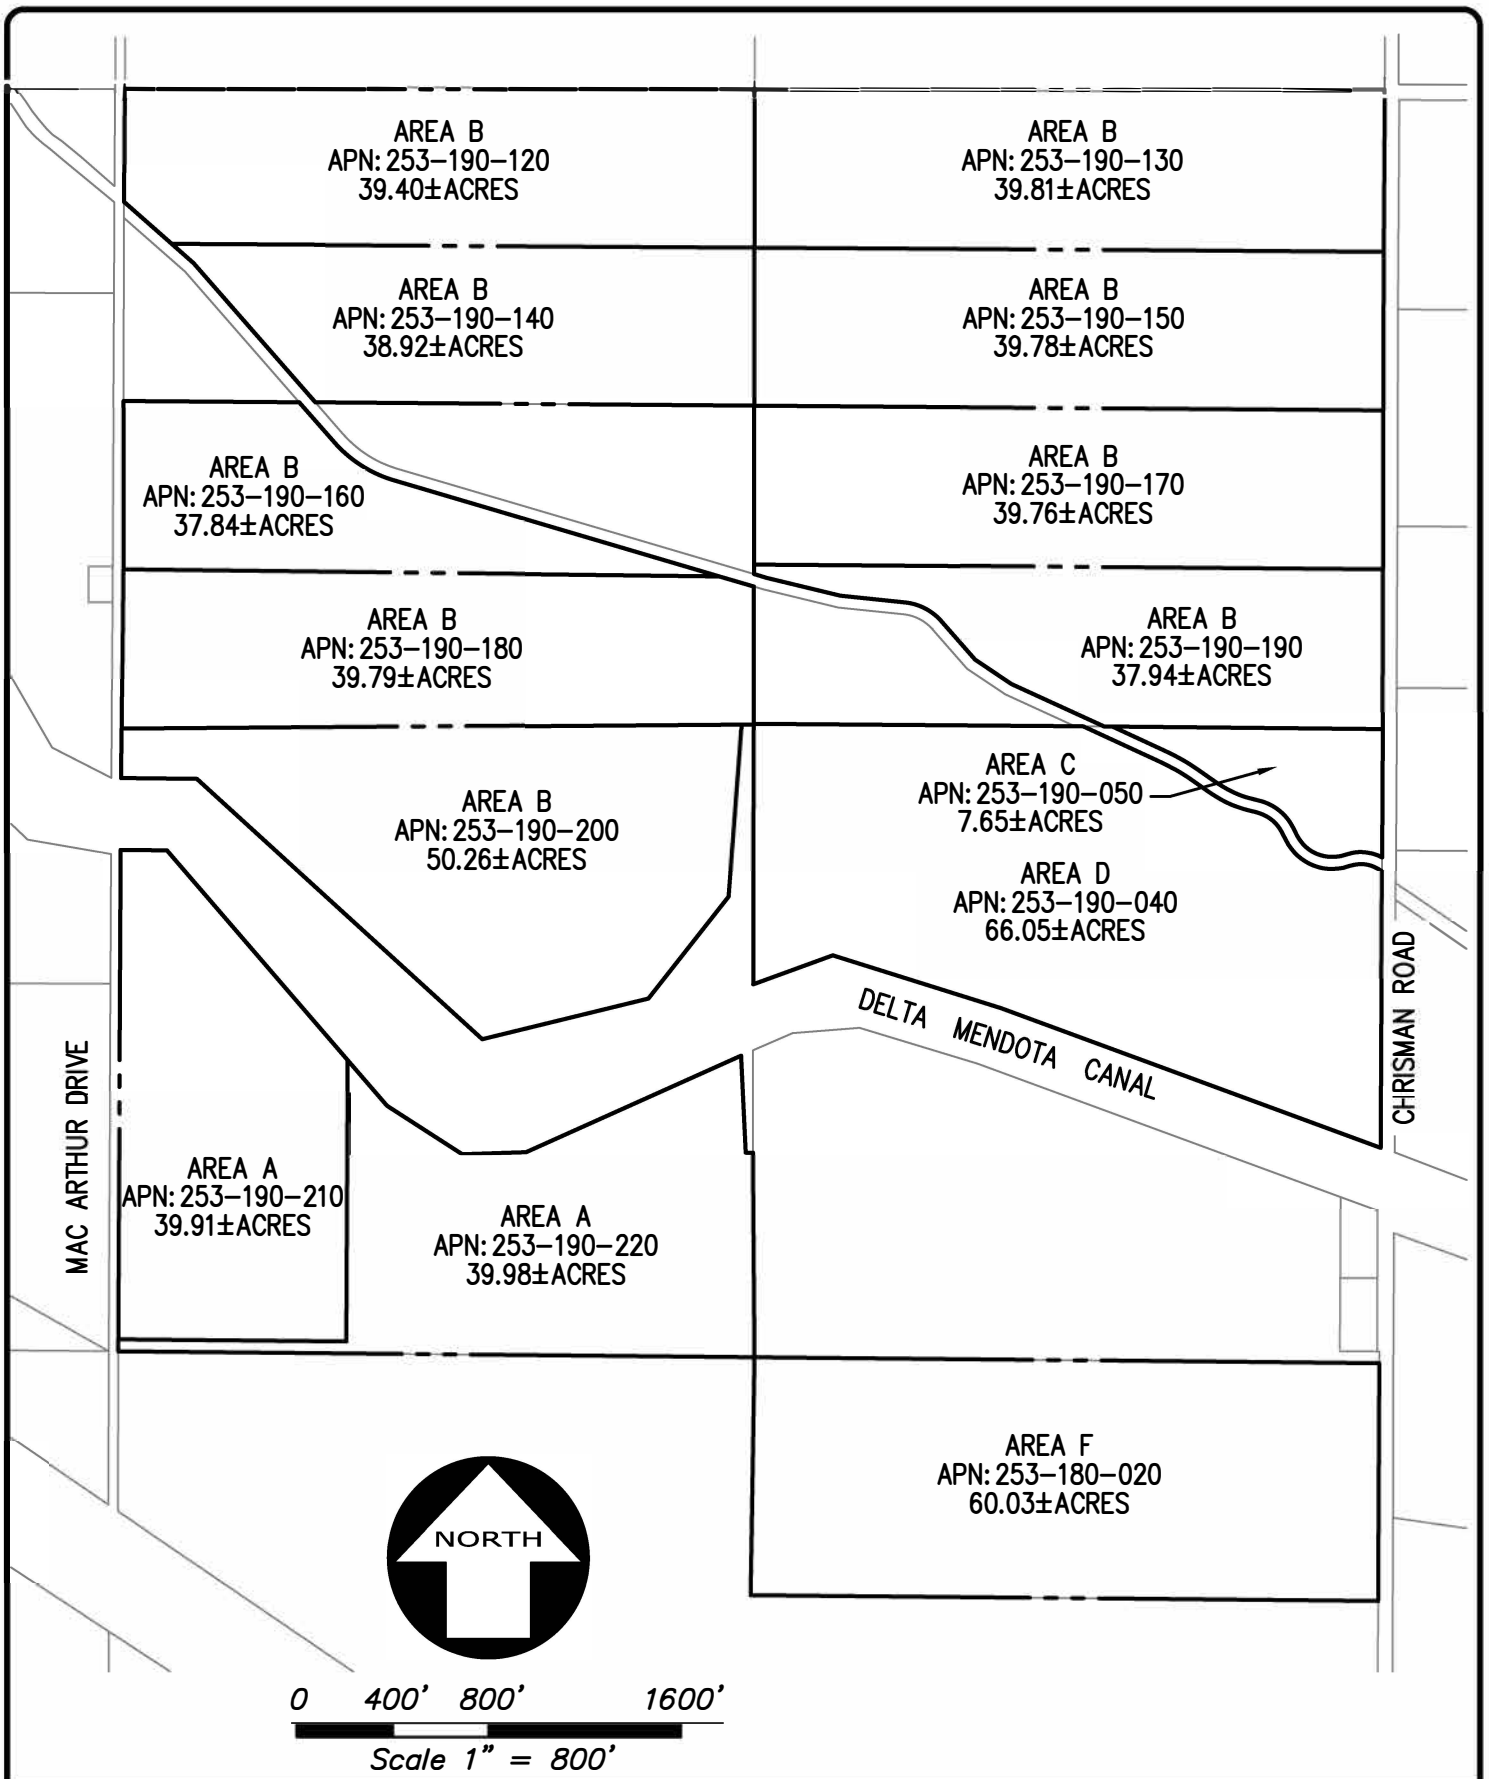 AREA B
APN: 253-190-120
39.40±ACRES
AREA B
APN: 253-190-130
39.81±ACRES
AREA B
APN: 253-190-140
38.92±ACRES
AREA B
APN: 253-190-150
39.78±ACRES
AREA B
APN: 253-190-160
37.84±ACRES
AREA B
APN: 253-190-170
39.76±ACRES
AREA B
APN: 253-190-180
39.79±ACRES
AREA B
APN: 253-190-190
37.94±ACRES
AREA B
APN: 253-190-200
50.26±ACRES
AREA C
APN: 253-190-050
7.65±ACRES
AREA D
APN: 253-190-040
66.05±ACRES
DELTA MENDOTA CANAL
CHRISMAN ROAD
MAC ARTHUR DRIVE
AREA A
APN: 253-190-210
39.91±ACRES
AREA A
APN: 253-190-220
39.98±ACRES
AREA F
APN: 253-180-020
60.03±ACRES
NORTH
0 400' 800' 1600'
Scale 1" = 800'